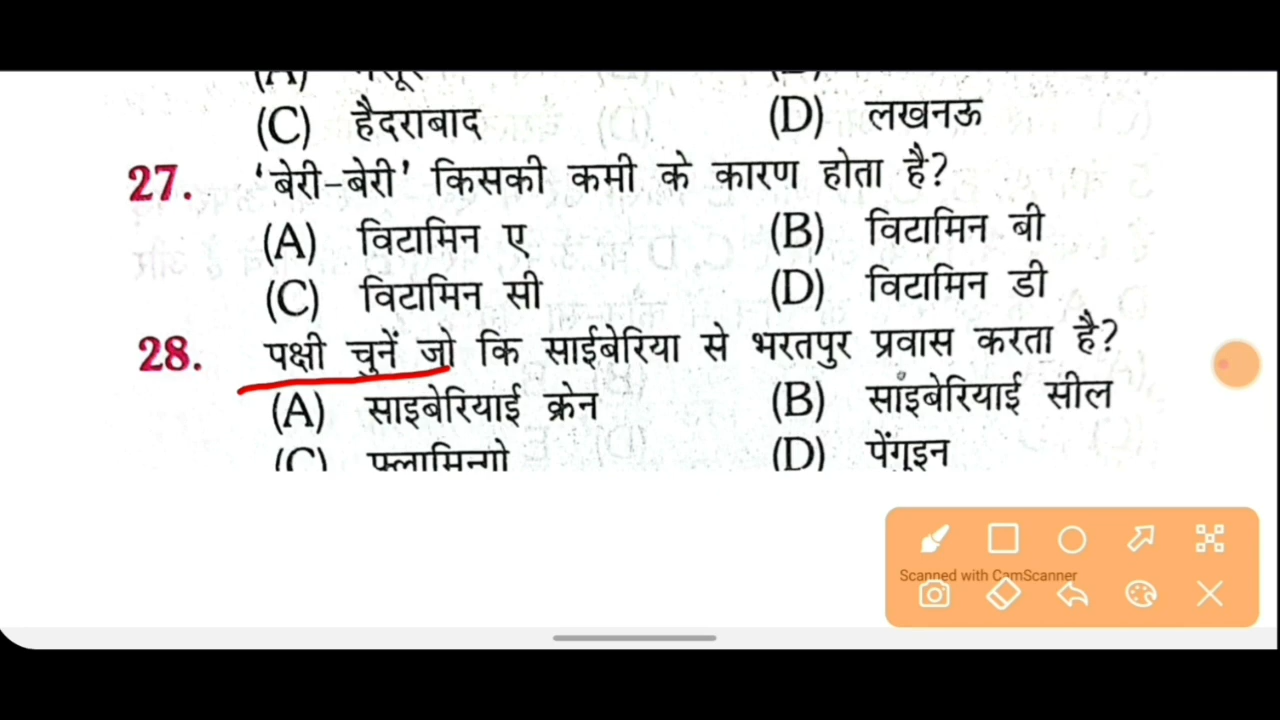 (C) हैदराबाद (D) लखनऊ
27. ‘बेरी-बेरी’ किसकी कमी के कारण होता है?
(A) विटामिन ए (B) विटामिन बी
(C) विटामिन सी (D) विटामिन डी
28. पक्षी चुनें जो कि साईबेरिया से भरतपुर प्रवास करता है?
(A) साइबेरियाई क्रेन (B) सांइबेरियाई सील
(C) फ्लामिन्गो (D) पेंगुइन
Scanned with CamScanner